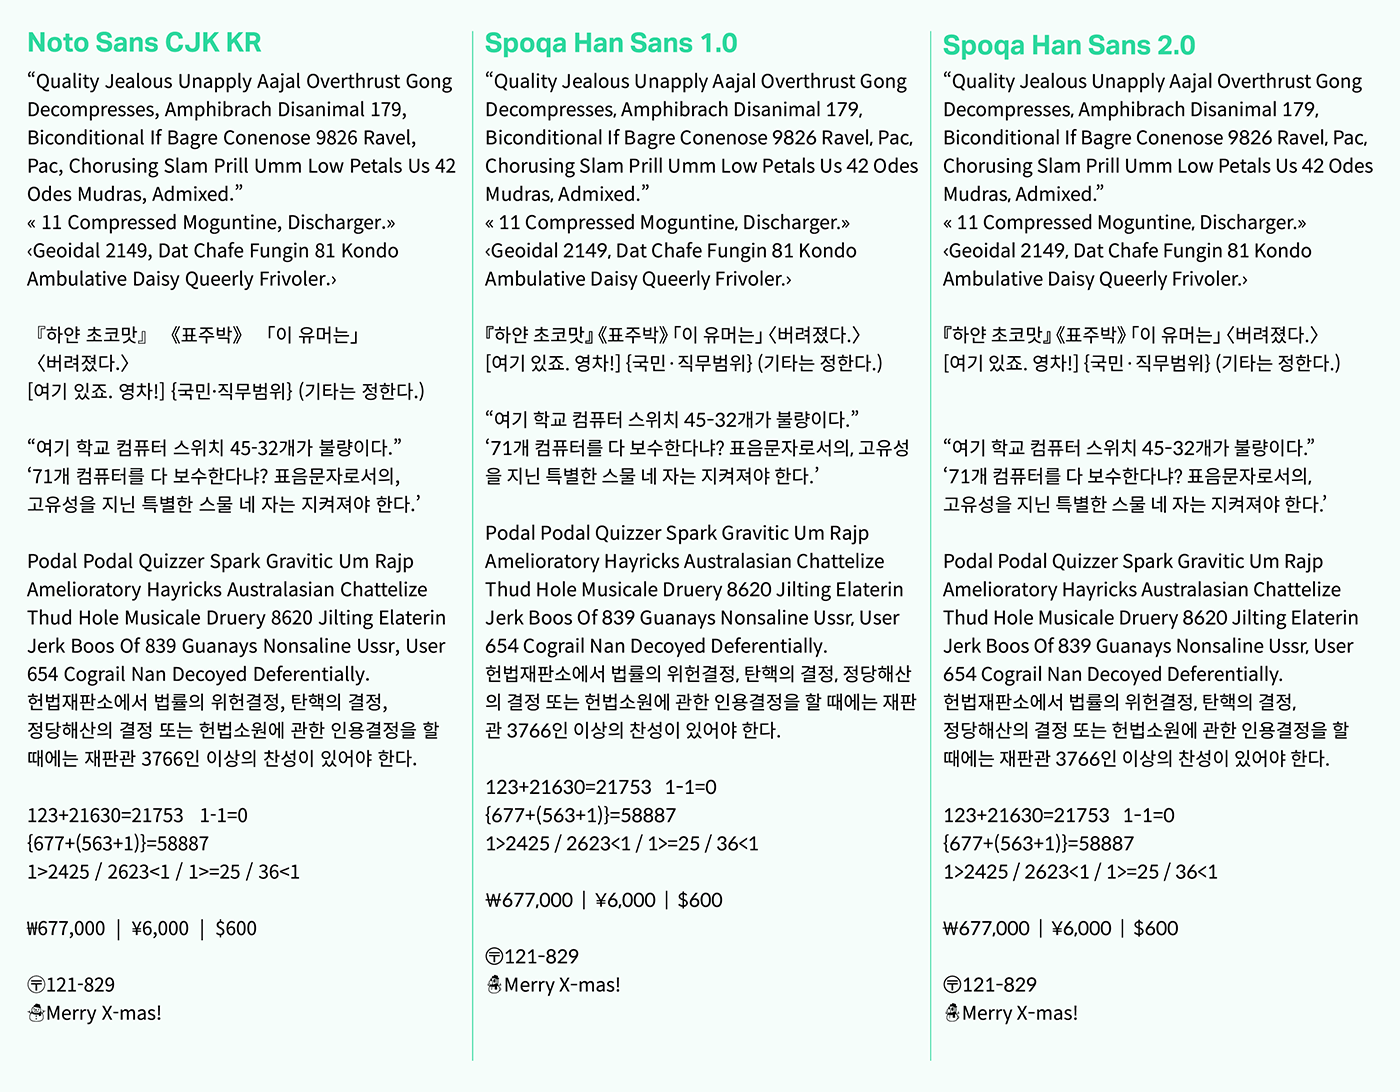 Noto Sans CJK KR
“Quality Jealous Unapply Aajal Overthrust Gong
Decompresses, Amphibrach Disanimal 179,
Biconditional If Bagre Conenose 9826 Ravel,
Pac, Chorusing Slam Prill Umm Low Petals Us 42
Odes Mudras, Admixed.”
« 11 Compressed Moguntine, Discharger.»
‹Geoidal 2149, Dat Chafe Fungin 81 Kondo
Ambulative Daisy Queerly Frivoler.›
『하얀 초코맛』 《표주박》 「이 유머는」
〈버려졌다.〉
[여기 있죠. 영차!] {국민·직무범위} (기타는 정한다.)
“여기 학교 컴퓨터 스위치 45-32개가 불량이다.”
‘71개 컴퓨터를 다 보수한다냐? 표음문자로서의,
고유성을 지닌 특별한 스물 네 자는 지켜져야 한다.’
Podal Podal Quizzer Spark Gravitic Um Rajp
Amelioratory Hayricks Australasian Chattelize
Thud Hole Musicale Druery 8620 Jilting Elaterin
Jerk Boos Of 839 Guanays Nonsaline Ussr, User
654 Cograil Nan Decoyed Deferentially.
헌법재판소에서 법률의 위헌결정, 탄핵의 결정,
정당해산의 결정 또는 헌법소원에 관한 인용결정을 할
때에는 재판관 3766인 이상의 찬성이 있어야 한다.
123+21630=21753 1-1=0
{677+(563+1)}=58887
1>2425 / 2623<1 / 1>=25 / 36<1
₩677,000 | ¥6,000 | $600
〶121-829
☃Merry X-mas!
Spoqa Han Sans 1.0
“Quality Jealous Unapply Aajal Overthrust Gong
Decompresses, Amphibrach Disanimal 179,
Biconditional If Bagre Conenose 9826 Ravel, Pac,
Chorusing Slam Prill Umm Low Petals Us 42 Odes
Mudras, Admixed.”
« 11 Compressed Moguntine, Discharger.»
‹Geoidal 2149, Dat Chafe Fungin 81 Kondo
Ambulative Daisy Queerly Frivoler.›
『하얀 초코맛』《표주박》「이 유머는」〈버려졌다.〉
[여기 있죠. 영차!] {국민·직무범위} (기타는 정한다.)
“여기 학교 컴퓨터 스위치 45-32개가 불량이다.”
‘71개 컴퓨터를 다 보수한다냐? 표음문자로서의, 고유성
을 지닌 특별한 스물 네 자는 지켜져야 한다.’
Podal Podal Quizzer Spark Gravitic Um Rajp
Amelioratory Hayricks Australasian Chattelize
Thud Hole Musicale Druery 8620 Jilting Elaterin
Jerk Boos Of 839 Guanays Nonsaline Ussr, User
654 Cograil Nan Decoyed Deferentially.
헌법재판소에서 법률의 위헌결정, 탄핵의 결정, 정당해산
의 결정 또는 헌법소원에 관한 인용결정을 할 때에는 재판
관 3766인 이상의 찬성이 있어야 한다.
123+21630=21753 1-1=0
{677+(563+1)}=58887
1>2425 / 2623<1 / 1>=25 / 36<1
₩677,000 | ¥6,000 | $600
〶121-829
☃Merry X-mas!
Spoqa Han Sans 2.0
“Quality Jealous Unapply Aajal Overthrust Gong
Decompresses, Amphibrach Disanimal 179,
Biconditional If Bagre Conenose 9826 Ravel, Pac,
Chorusing Slam Prill Umm Low Petals Us 42 Odes
Mudras, Admixed.”
« 11 Compressed Moguntine, Discharger.»
‹Geoidal 2149, Dat Chafe Fungin 81 Kondo
Ambulative Daisy Queerly Frivoler.›
『하얀 초코맛』《표주박》「이 유머는」〈버려졌다.〉
[여기 있죠. 영차!] {국민·직무범위} (기타는 정한다.)
“여기 학교 컴퓨터 스위치 45-32개가 불량이다.”
‘71개 컴퓨터를 다 보수한다냐? 표음문자로서의,
고유성을 지닌 특별한 스물 네 자는 지켜져야 한다.’
Podal Podal Quizzer Spark Gravitic Um Rajp
Amelioratory Hayricks Australasian Chattelize
Thud Hole Musicale Druery 8620 Jilting Elaterin
Jerk Boos Of 839 Guanays Nonsaline Ussr, User
654 Cograil Nan Decoyed Deferentially.
헌법재판소에서 법률의 위헌결정, 탄핵의 결정,
정당해산의 결정 또는 헌법소원에 관한 인용결정을 할
때에는 재판관 3766인 이상의 찬성이 있어야 한다.
123+21630=21753 1-1=0
{677+(563+1)}=58887
1>2425 / 2623<1 / 1>=25 / 36<1
₩677,000 | ¥6,000 | $600
〶121-829
☃Merry X-mas!